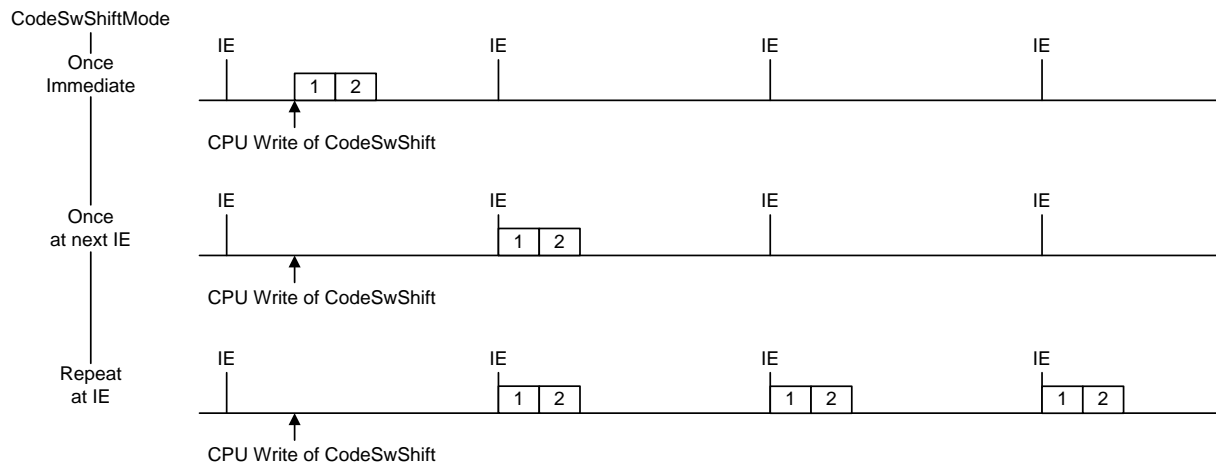 CodeSwShiftMode
Once
Immediate
IE IE IE IE
1 2
CPU Write of CodeSwShift
Once
at next IE
IE IE IE IE
1 2
CPU Write of CodeSwShift
Repeat
at IE
IE IE IE IE
1 2 1 2 1 2
CPU Write of CodeSwShift